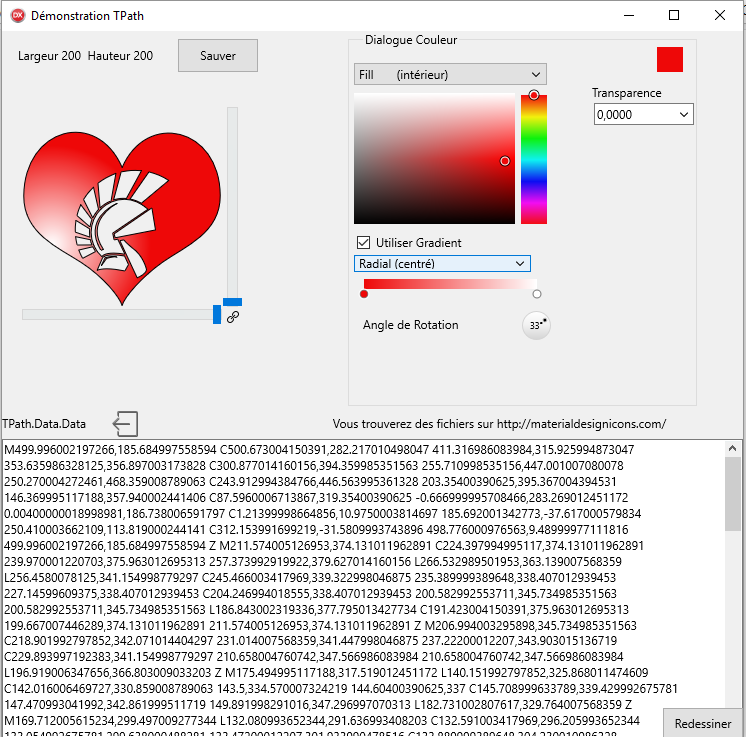 Démonstration TPath
Largeur 200 Hauteur 200
Sauver
Dialogue Couleur
Fill (intérieur)
Transparence
0,0000
Utiliser Gradient
Radial (centré)
Angle de Rotation
33°
TPath.Data.Data
Vous trouverez des fichiers sur http://materialdesignicons.com/
M499.996002197266,185.684997558594 C500.673004150391,282.217010498047 411.316986083984,315.925994873047
353.635986328125,356.897003173828 C300.877014160156,394.359985351563 255.710998535156,447.001007080078
250.270004272461,468.359008789063 C243.912994384766,446.563995361328 203.35400390625,395.367004394531
146.369995117188,357.940002441406 C87.5960006713867,319.35400390625 -0.666999995708466,283.269012451172
0.00400000018998981,186.738006591797 C1.21399998664856,10.9750003814697 185.692001342773,-37.617000579834
250.410003662109,113.819000244141 C312.153991699219,-31.5809993743896 498.776000976563,9.48999977111816
499.996002197266,185.684997558594 Z M211.574005126953,374.131011962891 C224.397994995117,374.131011962891
239.970001220703,375.963012695313 257.373992919922,379.627014160156 L266.532989501953,363.139007568359
L256.4580078125,341.154998779297 C245.466003417969,339.322998046875 235.389999389648,338.407012939453
227.14599609375,338.407012939453 C204.246994018555,338.407012939453 200.582992553711,345.734985351563
200.582992553711,345.734985351563 L186.843002319336,377.795013427734 C191.423004150391,375.963012695313
199.667007446289,374.131011962891 211.574005126953,374.131011962891 Z M206.994003295898,345.734985351563
C218.901992797852,342.071014404297 231.014007568359,341.447998046875 237.22200012207,343.903015136719
C229.893997192383,341.154998779297 210.658004760742,347.566986083984 210.658004760742,347.566986083984
L196.919006347656,366.803009033203 Z M175.494995117188,317.519012451172 L140.151992797852,325.868011474609
C142.016006469727,330.859008789063 143.5,334.570007324219 144.60400390625,337 C145.708999633789,339.429992675781
147.470993041992,342.861999511719 149.891998291016,347.296997070313 L182.731002807617,329.764007568359 Z
M169.712005615234,299.497009277344 L132.080993652344,291.636993408203 C132.591003417969,296.205993652344
Redessiner